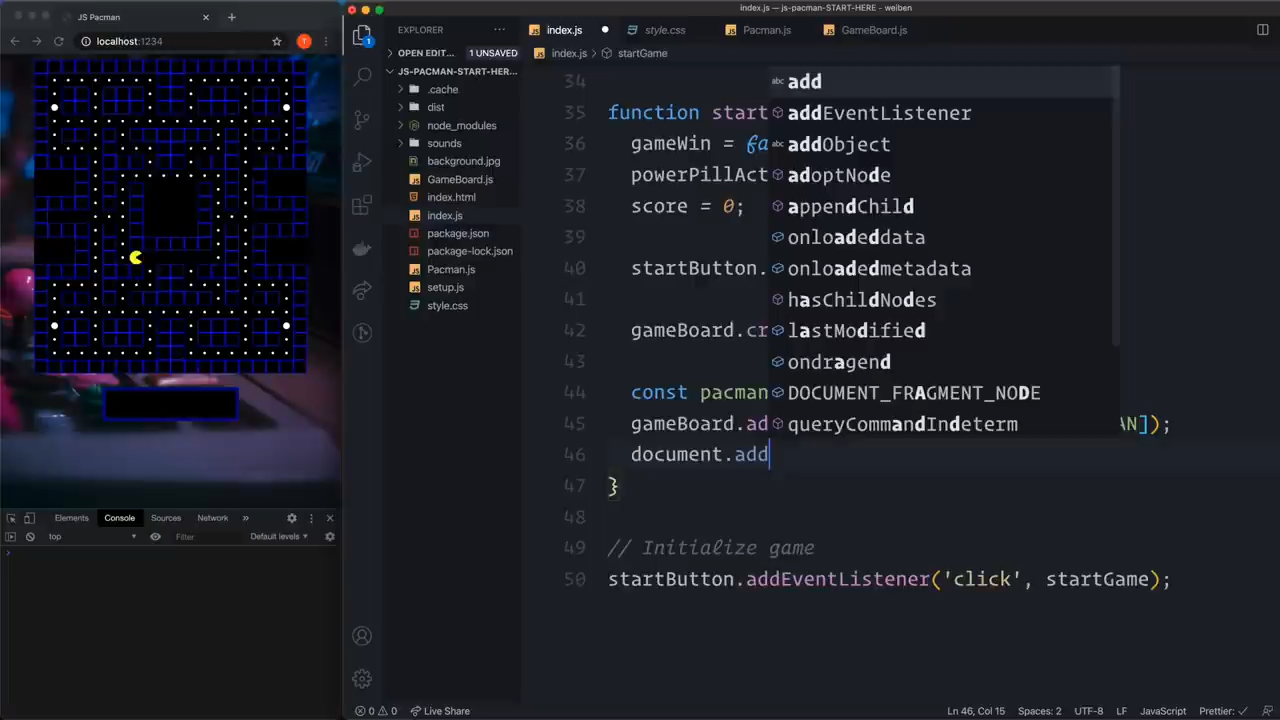 JS Pacman
localhost:1234
T
Elements
Console
Sources
Network
»
top
Filter
Default levels
index.js — js-pacman-START-HERE — weiben
1
EXPLORER
OPEN EDIT... 1 UNSAVED
JS-PACMAN-START-HER...
.cache
dist
node_modules
sounds
background.jpg
GameBoard.js
index.html
index.js
package.json
package-lock.json
Pacman.js
setup.js
style.css
index.js
style.css
Pacman.js
GameBoard.js
index.js > startGame
34
35 function start
36 gameWin = fa
37 powerPillAct
38 score = 0;
39
40 startButton.
41
42 gameBoard.cr
43
44 const pacman
45 gameBoard.ad AN]);
46 document.add
47 }
48
49 // Initialize game
50 startButton.addEventListener('click', startGame);
abc add
addEventListener
abc addObject
adoptNode
appendChild
onloadeddata
onloadedmetadata
hasChildNodes
lastModified
ondragend
DOCUMENT_FRAGMENT_NODE
queryCommandIndeterm
0 0 Live Share
Ln 46, Col 15 Spaces: 2 UTF-8 LF JavaScript Prettier: ✓